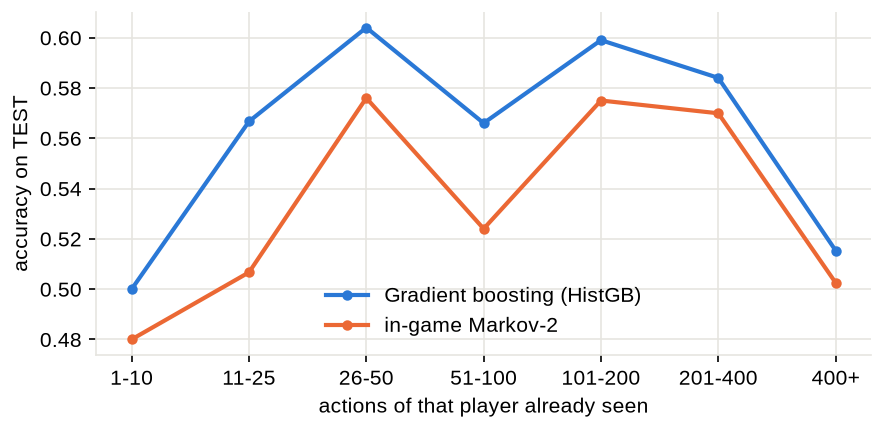 0.60
0.58
0.56
0.54
0.52
0.50
0.48
accuracy on TEST
Gradient boosting (HistGB)
in-game Markov-2
1-10 11-25 26-50 51-100 101-200 201-400 400+
actions of that player already seen